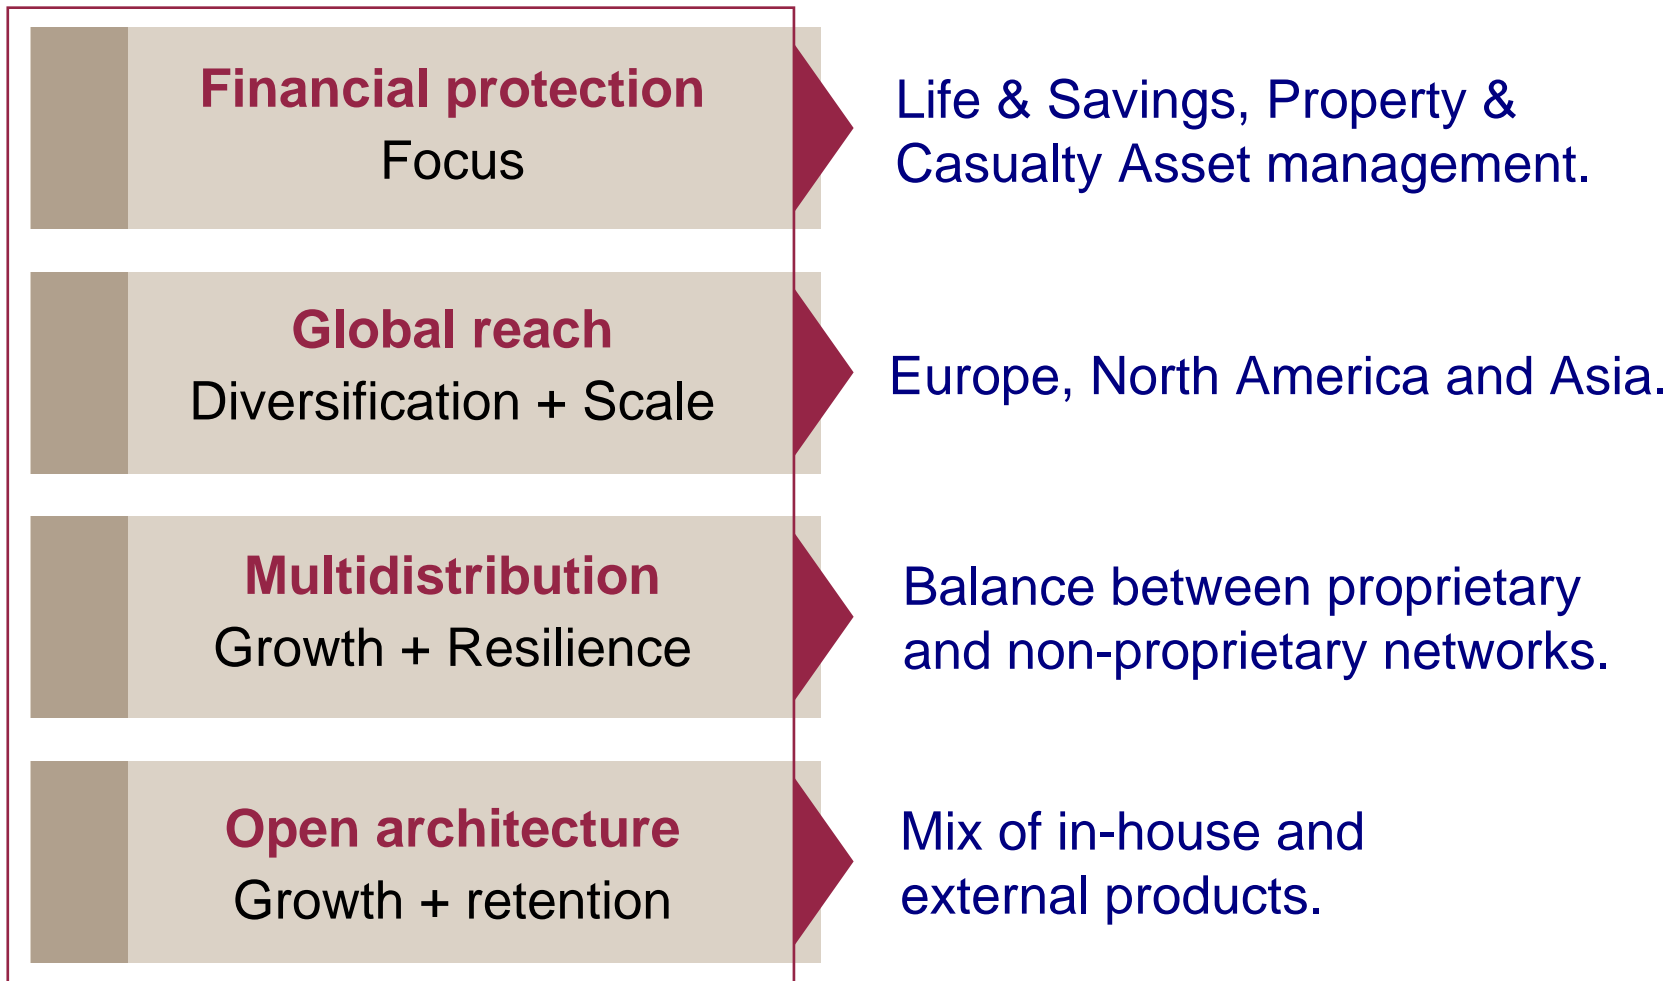 Financial protection
Focus
Life & Savings, Property &
Casualty Asset management.
Global reach
Diversification + Scale
Europe, North America and Asia.
Multidistribution
Growth + Resilience
Balance between proprietary
and non-proprietary networks.
Open architecture
Growth + retention
Mix of in-house and
external products.